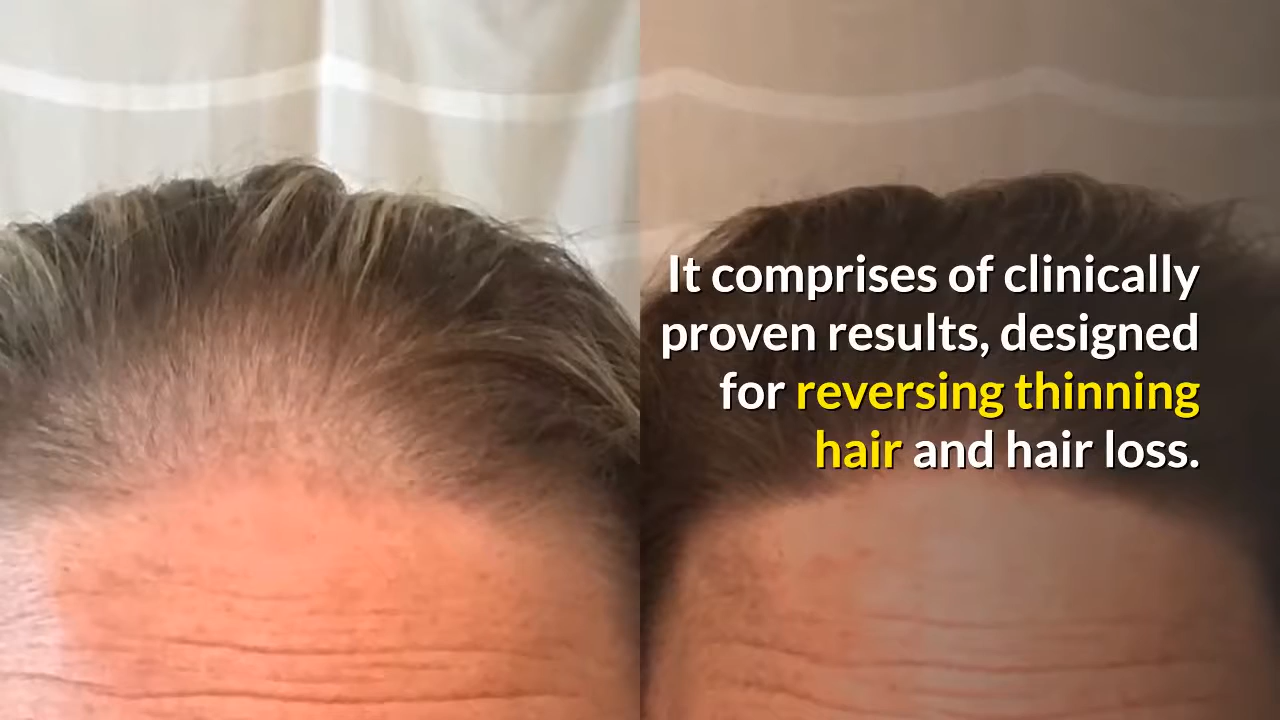 It comprises of clinically
proven results, designed
for reversing thinning
hair and hair loss.